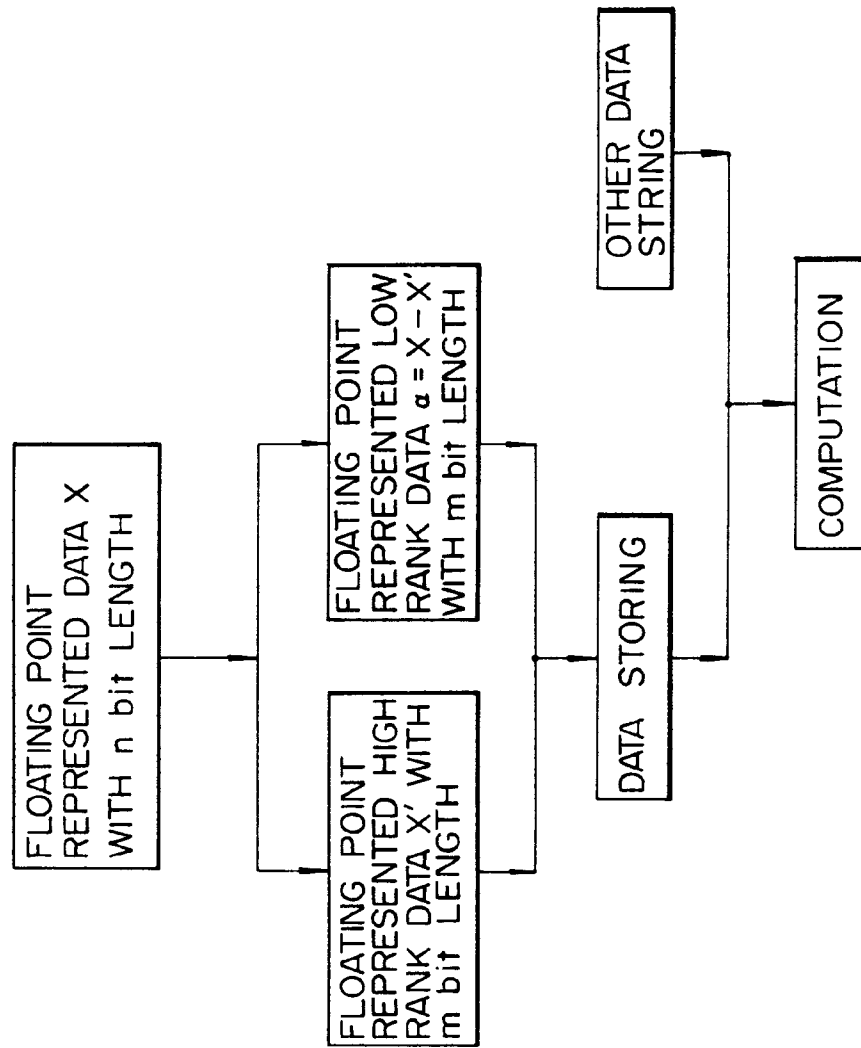 FLOATING POINT
REPRESENTED DATA X
WITH n bit LENGTH
FLOATING POINT
REPRESENTED HIGH
RANK DATA X' WITH
m bit LENGTH
FLOATING POINT
REPRESENTED LOW
RANK DATA α = X – X'
WITH m bit LENGTH
DATA STORING
OTHER DATA
STRING
COMPUTATION